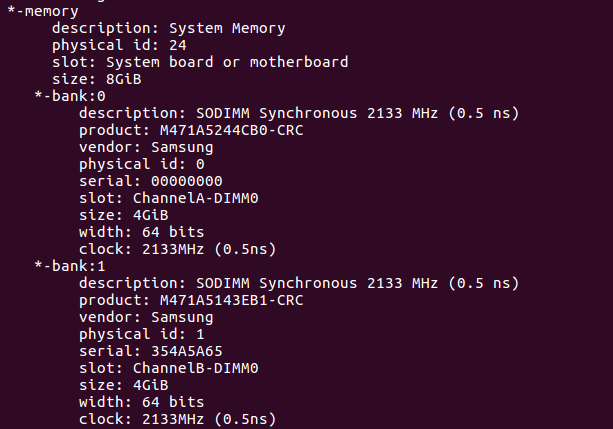 *-memory
description: System Memory
physical id: 24
slot: System board or motherboard
size: 8GiB
*-bank:0
description: SODIMM Synchronous 2133 MHz (0.5 ns)
product: M471A5244CB0-CRC
vendor: Samsung
physical id: 0
serial: 00000000
slot: ChannelA-DIMM0
size: 4GiB
width: 64 bits
clock: 2133MHz (0.5ns)
*-bank:1
description: SODIMM Synchronous 2133 MHz (0.5 ns)
product: M471A5143EB1-CRC
vendor: Samsung
physical id: 1
serial: 354A5A65
slot: ChannelB-DIMM0
size: 4GiB
width: 64 bits
clock: 2133MHz (0.5ns)